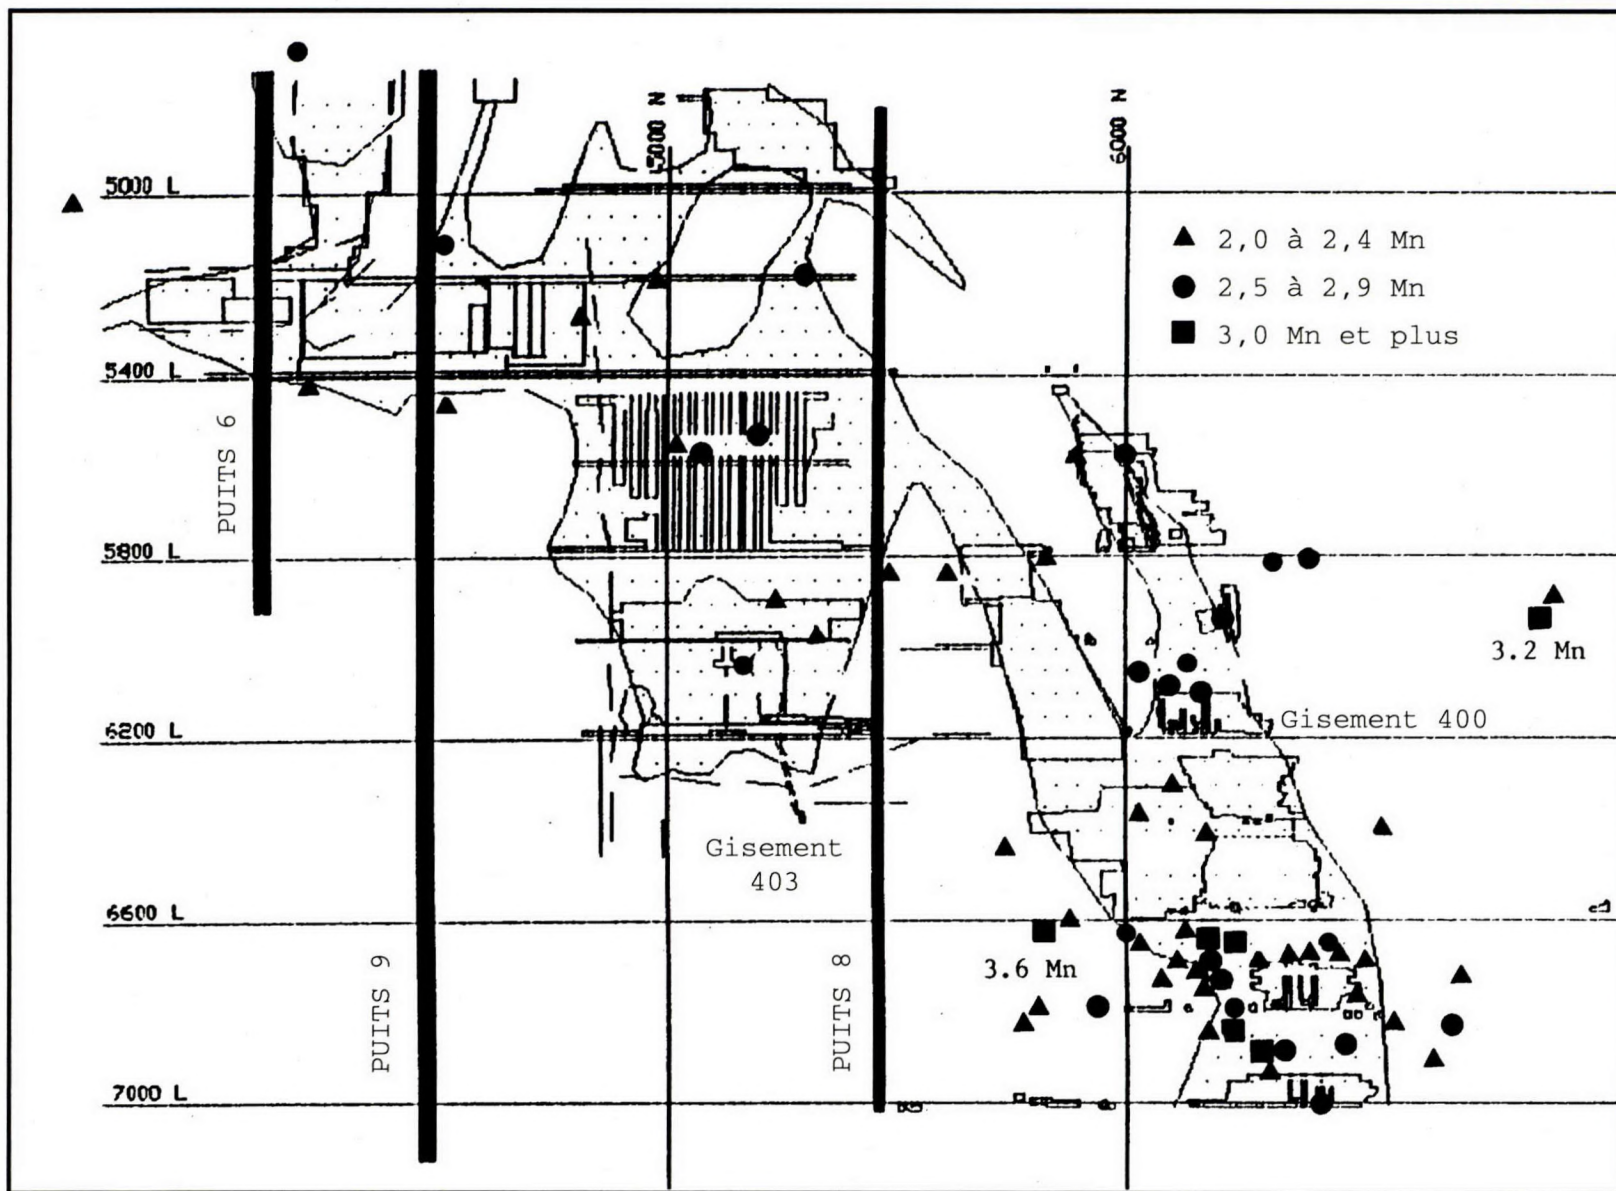 5000 N
6000 N
5000 L
2,0 à 2,4 Mn
2,5 à 2,9 Mn
3,0 Mn et plus
5400 L
PUITS 6
5800 L
3.2 Mn
6200 L
Gisement 400
Gisement
403
6600 L
3.6 Mn
PUITS 9
PUITS 8
7000 L